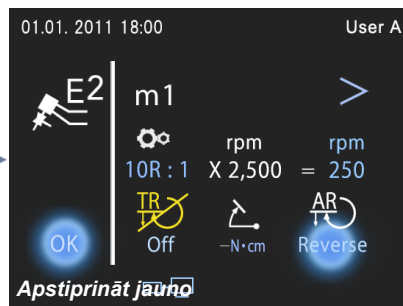 01.01. 2011 18:00 User A
E2
m1 >
rpm rpm
10R : 1 X 2,500 = 250
TR AR
OK Off –N•cm Reverse
Apstiprināt jauno